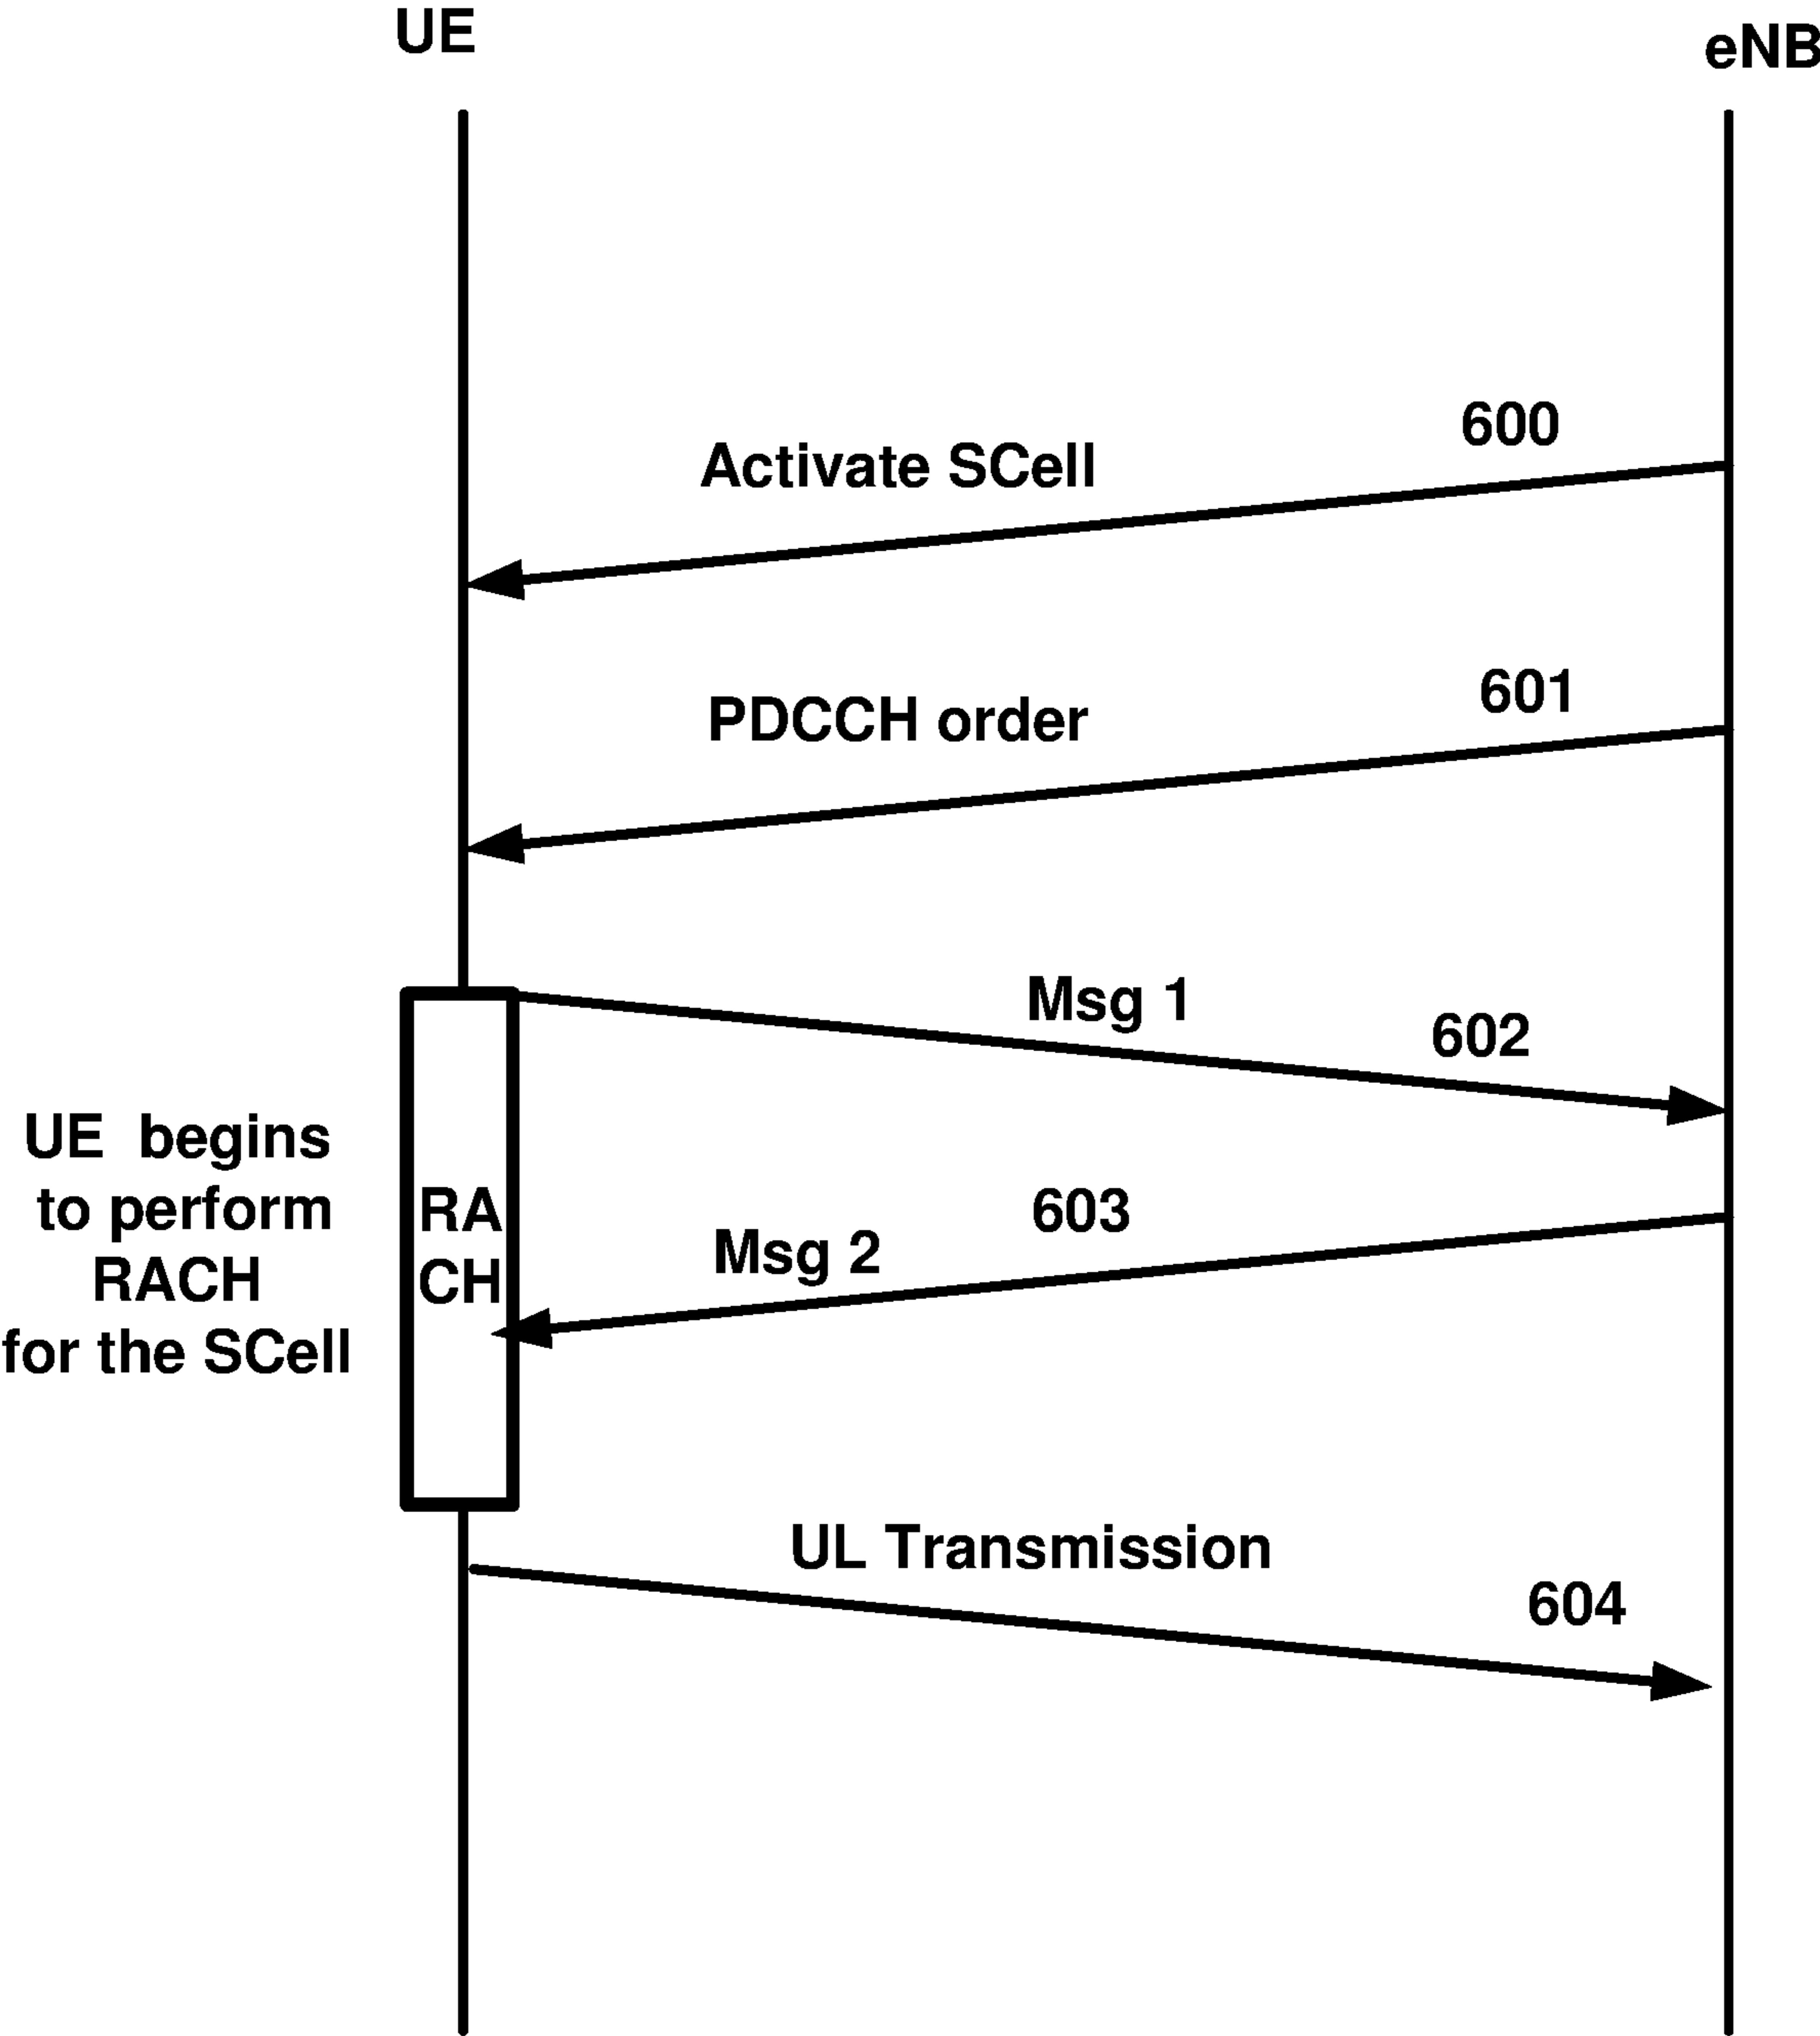 UE
eNB
600
Activate SCell
601
PDCCH order
Msg 1
602
UE begins
to perform
RACH
for the SCell
RA
CH
603
Msg 2
UL Transmission
604